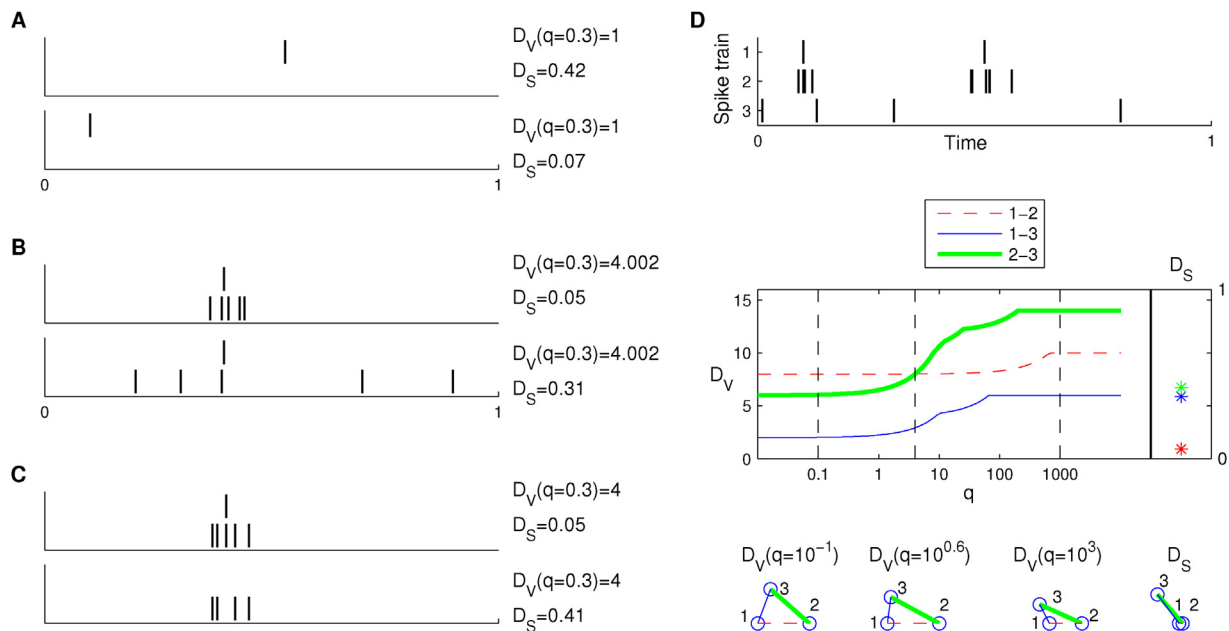 A
D_V(q=0.3)=1
D_S=0.42
D_V(q=0.3)=1
D_S=0.07
0 1
B
D_V(q=0.3)=4.002
D_S=0.05
D_V(q=0.3)=4.002
D_S=0.31
0 1
C
D_V(q=0.3)=4
D_S=0.05
D_V(q=0.3)=4
D_S=0.41
0 1
D
Spike train
1
2
3
0 1
Time
1−2
1−3
2−3
D_S
15
10
5
0
D_V
0.1 1 10 100 1000
q
1
0
D_V(q=10^−1) D_V(q=10^0.6) D_V(q=10^3) D_S
3 3 3 3
1 2 1 2 1 2 1 2